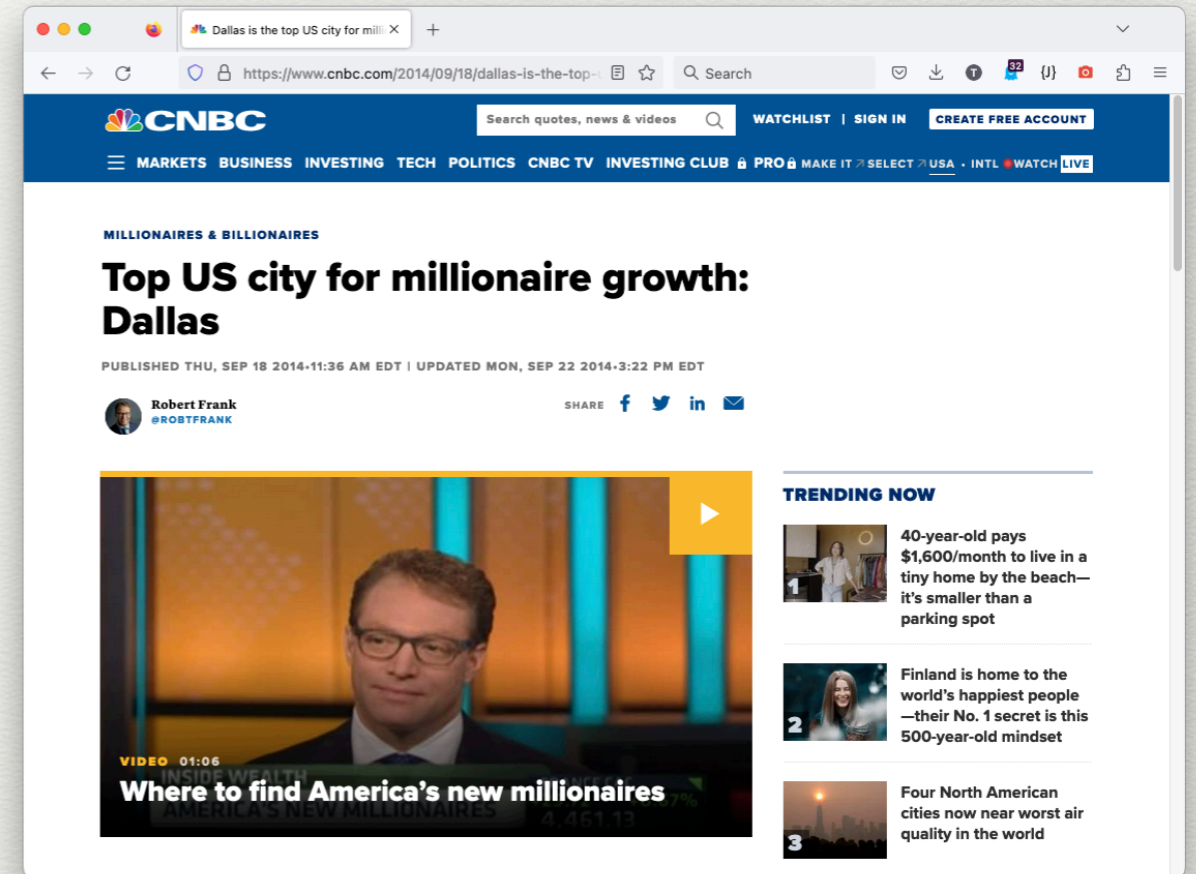 Dallas is the top US city for milli
https://www.cnbc.com/2014/09/18/dallas-is-the-top-
Search
32
CNBC
Search quotes, news & videos
WATCHLIST | SIGN IN
CREATE FREE ACCOUNT
MARKETS BUSINESS INVESTING TECH POLITICS CNBC TV INVESTING CLUB PRO MAKE IT SELECT USA • INTL WATCH LIVE
MILLIONAIRES & BILLIONAIRES
Top US city for millionaire growth:
Dallas
PUBLISHED THU, SEP 18 2014•11:36 AM EDT | UPDATED MON, SEP 22 2014•3:22 PM EDT
Robert Frank
@ROBTFRANK
SHARE
VIDEO 01:06
INSIDE WEALTH
Where to find America's new millionaires
AMERICA'S NEW MILLIONAIRES
4,461.13
TRENDING NOW
1
40-year-old pays
$1,600/month to live in a
tiny home by the beach—
it's smaller than a
parking spot
2
Finland is home to the
world's happiest people
—their No. 1 secret is this
500-year-old mindset
3
Four North American
cities now near worst air
quality in the world